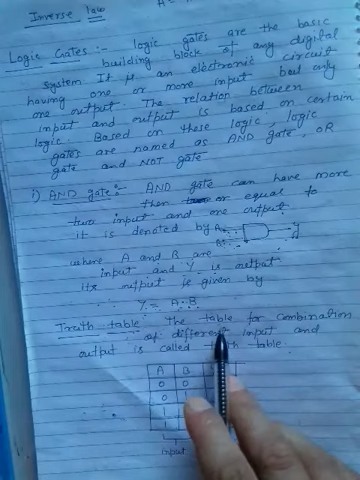 Inverse law
Logic Gates :- Logic gates are the basic
building block of any digital
system It is an electronic circuit
having one or more input but only
one output. The relation between
input and output is based on certain
logic. Based on these logic, logic
gates are named as AND gate, OR
gate and NOT gate
i) AND gate :- AND gate can have more
then or equal to
two input and one output
it is denoted by A
B
Y
where A and B are
input and Y is output
Its output is given by
∴ Y = A · B
Truth table : The table for combination
of different input and
output is called table.
A B
0 0
0
1
1
input